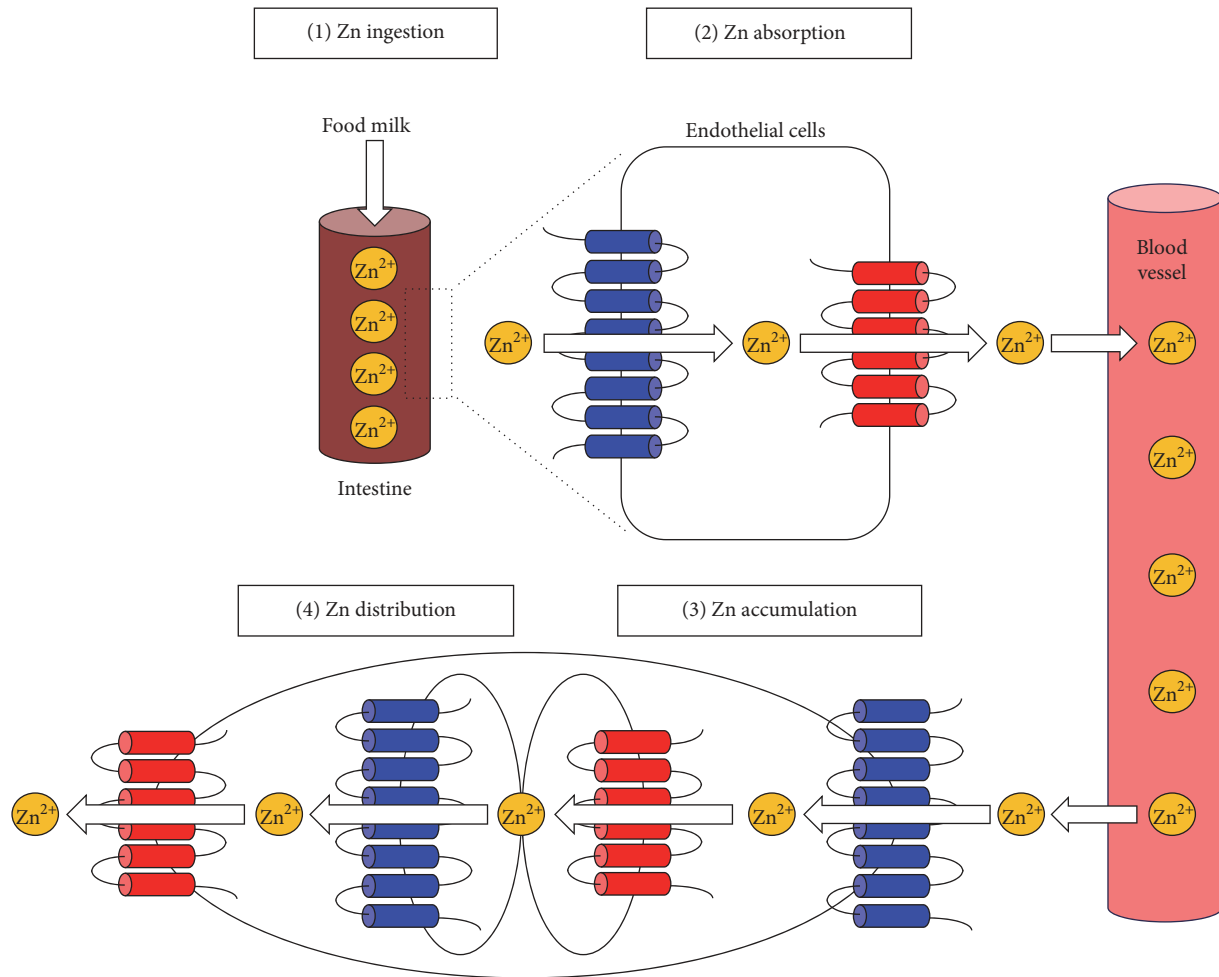 (1) Zn ingestion
(2) Zn absorption
Food milk
Zn²⁺
Zn²⁺
Zn²⁺
Zn²⁺
Intestine
Endothelial cells
Zn²⁺
Zn²⁺
Zn²⁺
Blood
vessel
Zn²⁺
Zn²⁺
Zn²⁺
Zn²⁺
Zn²⁺
(4) Zn distribution
(3) Zn accumulation
Zn²⁺
Zn²⁺
Zn²⁺
Zn²⁺
Zn²⁺